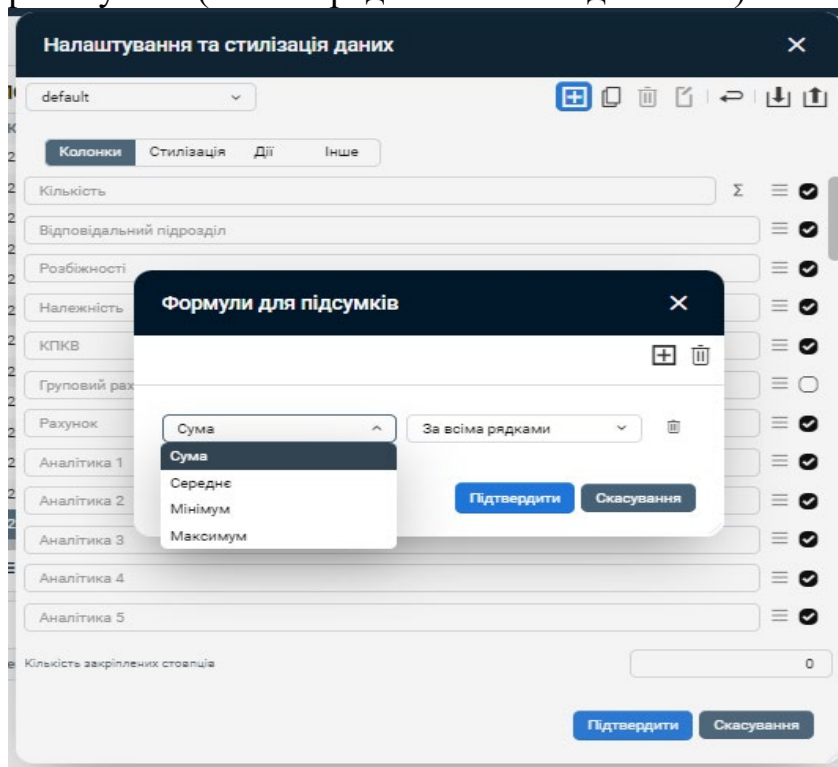 Налаштування та стилізація даних
default
Колонки Стилізація Дії Інше
Кількість Σ
Відповідальний підрозділ
Розбіжності
Належність
КПКВ
Груповий рах
Рахунок
Аналітика 1
Аналітика 2
Аналітика 3
Аналітика 4
Аналітика 5
Кількість закріплених стовпців 0
Підтвердити Скасування
Формули для підсумків
Сума За всіма рядками
Сума
Середнє
Мінімум
Максимум
Підтвердити Скасування